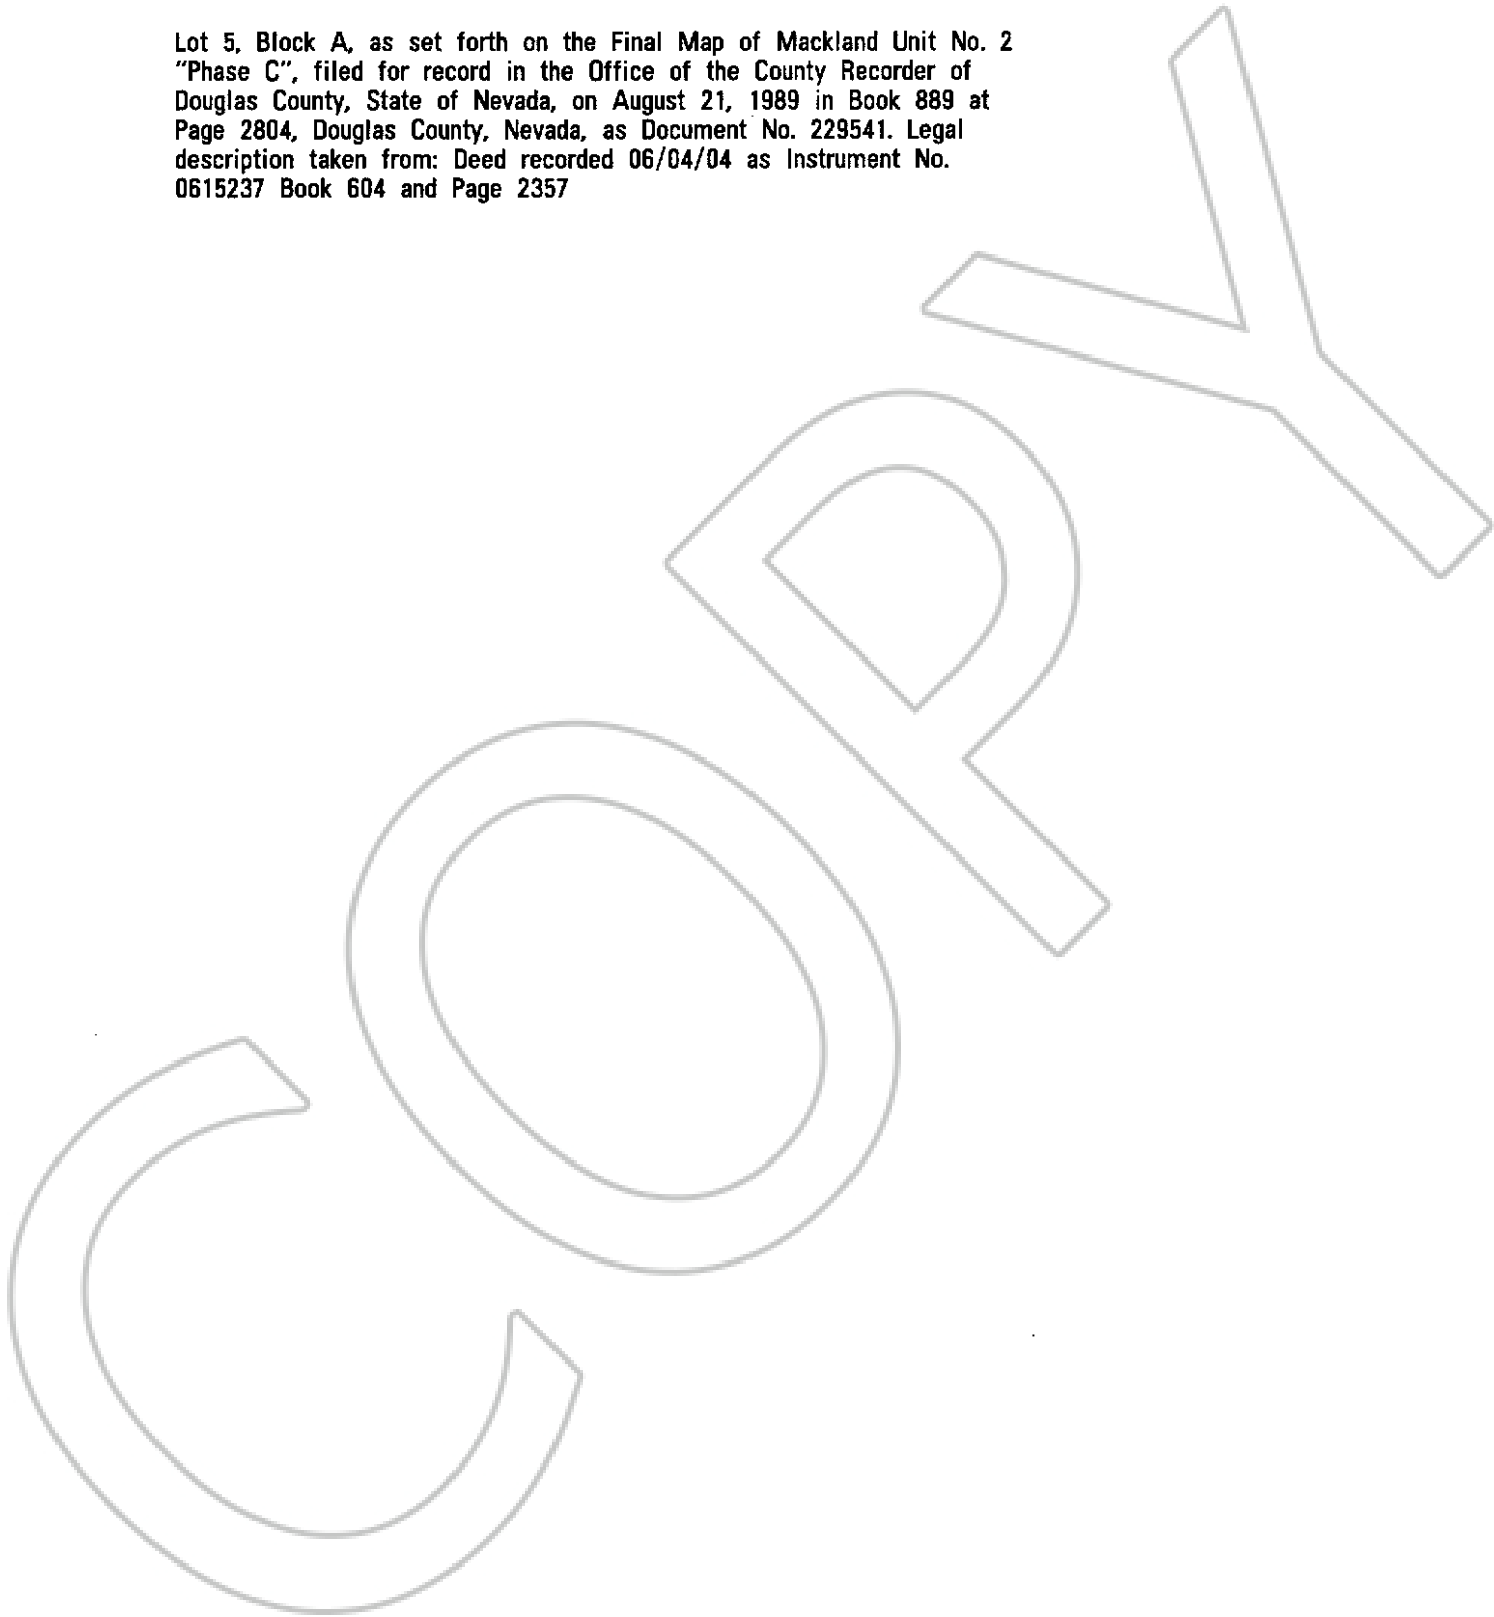 Lot 5, Block A, as set forth on the Final Map of Mackland Unit No. 2
"Phase C", filed for record in the Office of the County Recorder of
Douglas County, State of Nevada, on August 21, 1989 in Book 889 at
Page 2804, Douglas County, Nevada, as Document No. 229541. Legal
description taken from: Deed recorded 06/04/04 as Instrument No.
0615237 Book 604 and Page 2357
COPY